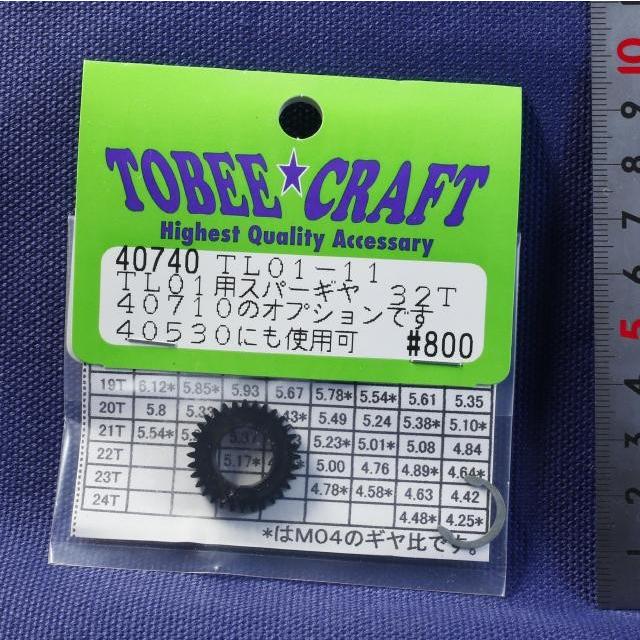 TOBEE★CRAFT
Highest Quality Accessary
40740 TL01-11
TL01用スパーギヤ 32T
40710のオプションです
40530にも使用可 #800
19T 6.12* 5.85* 5.93 5.67 5.78* 5.54* 5.61 5.35
20T 5.8 5.49 5.24 5.38* 5.10*
21T 5.54* 5.37 5.23* 5.01* 5.08 4.84
22T 5.17* 5.00 4.76 4.89* 4.64*
23T 4.78* 4.58* 4.63 4.42
24T 4.48* 4.25*
*はM04のギヤ比です。
10
5